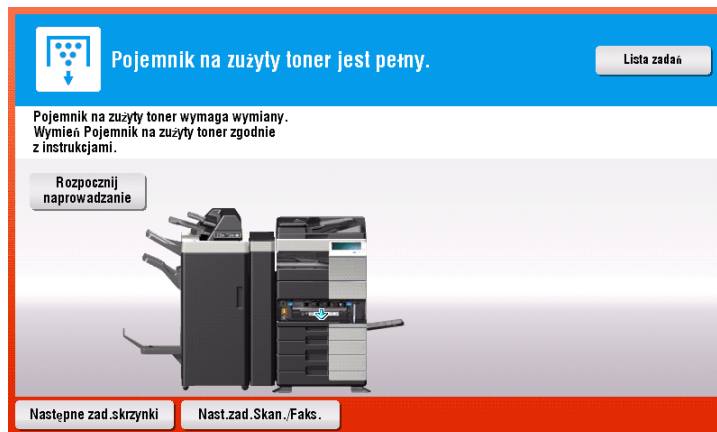 Pojemnik na zużyty toner jest pełny.
Lista zadań
Pojemnik na zużyty toner wymaga wymiany.
Wymień Pojemnik na zużyty toner zgodnie
z instrukcjami.
Rozpocznij
naprowadzanie
Następne zad.skrzynki
Nast.zad.Skan./Faks.